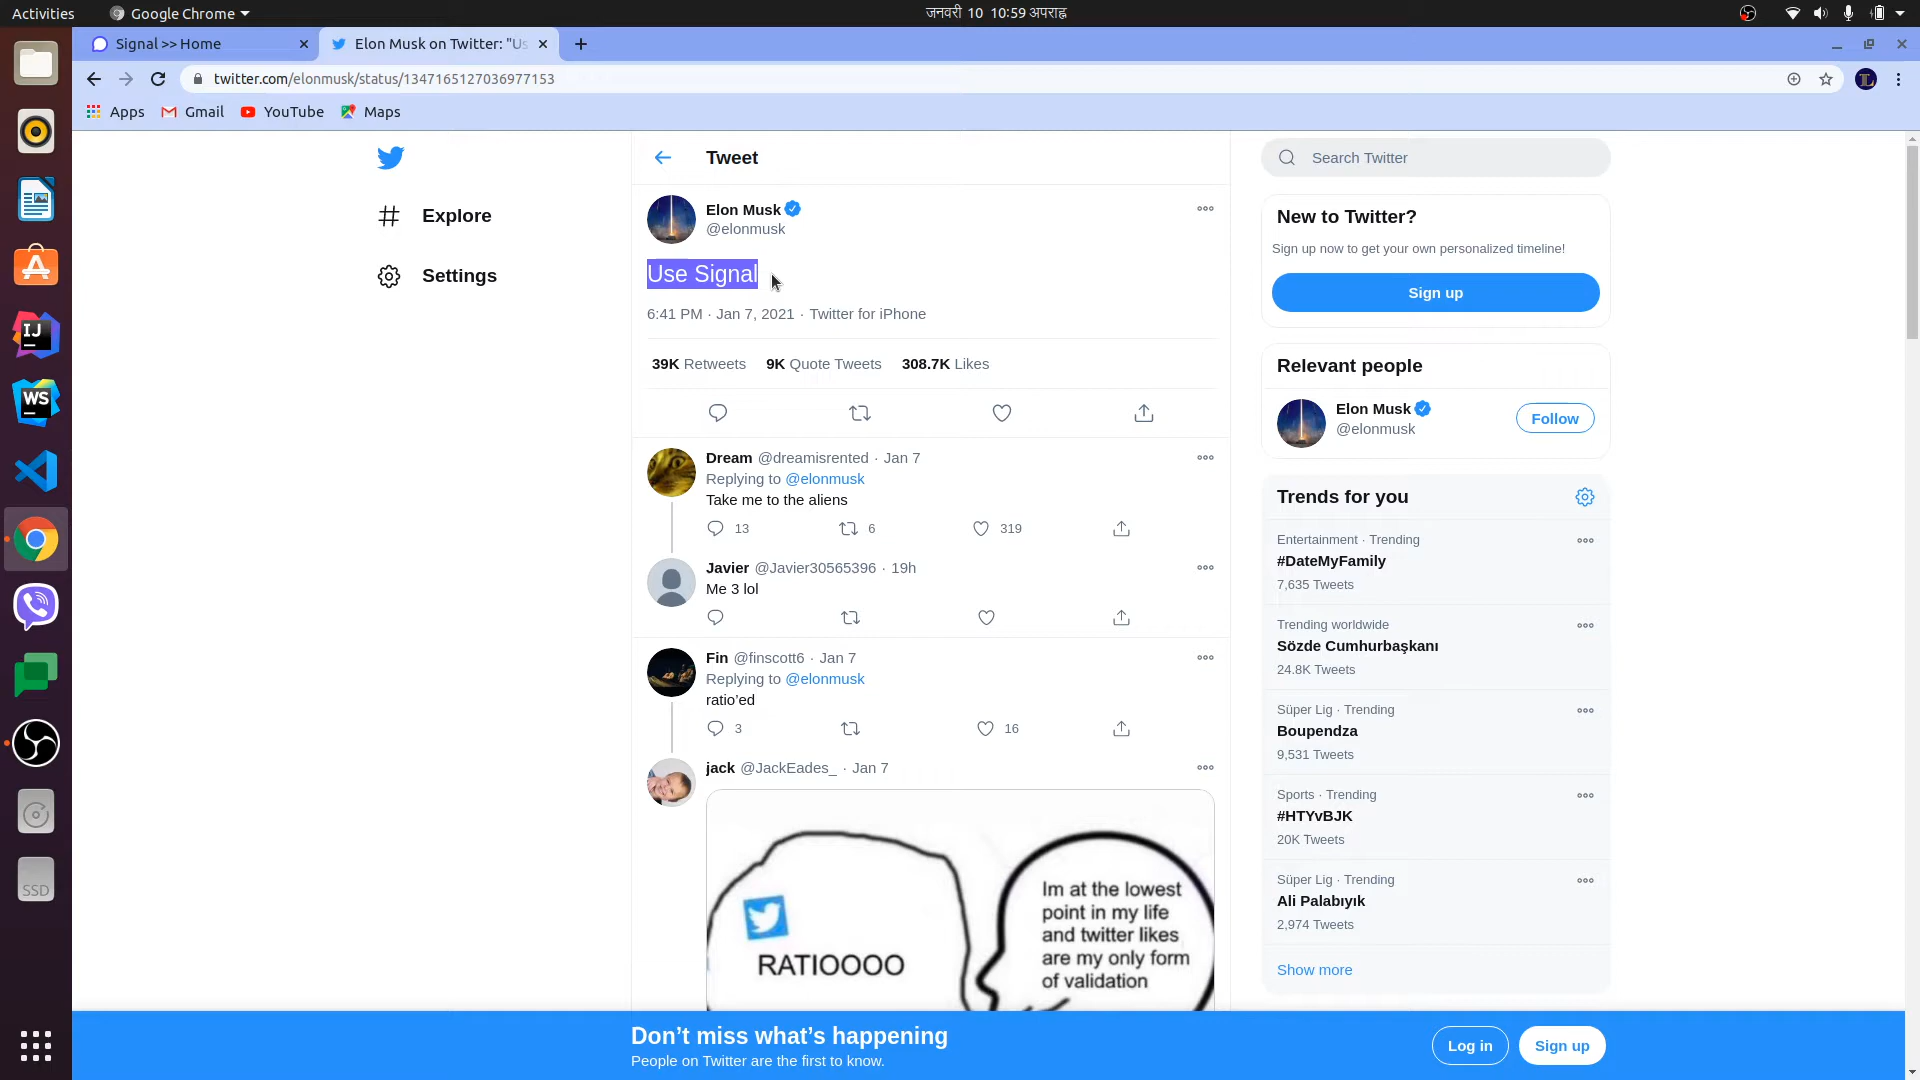 Activities
Google Chrome
जनवरी 10 10:59 अपराह्न
Signal >> Home
Elon Musk on Twitter: "Us
twitter.com/elonmusk/status/1347165127036977153
Apps
Gmail
YouTube
Maps
Explore
Settings
Tweet
Elon Musk
@elonmusk
Use Signal
6:41 PM · Jan 7, 2021 · Twitter for iPhone
39K Retweets 9K Quote Tweets 308.7K Likes
Dream @dreamisrented · Jan 7
Replying to @elonmusk
Take me to the aliens
13 6 319
Javier @Javier30565396 · 19h
Me 3 lol
Fin @finscott6 · Jan 7
Replying to @elonmusk
ratio’ed
3 16
jack @JackEades_ · Jan 7
RATIOOOO
Im at the lowest
point in my life
and twitter likes
are my only form
of validation
Search Twitter
New to Twitter?
Sign up now to get your own personalized timeline!
Sign up
Relevant people
Elon Musk
@elonmusk
Follow
Trends for you
Entertainment · Trending
#DateMyFamily
7,635 Tweets
Trending worldwide
Sözde Cumhurbaşkanı
24.8K Tweets
Süper Lig · Trending
Boupendza
9,531 Tweets
Sports · Trending
#HTYvBJK
20K Tweets
Süper Lig · Trending
Ali Palabıyık
2,974 Tweets
Show more
Don’t miss what’s happening
People on Twitter are the first to know.
Log in
Sign up
IJ
WS
SSD